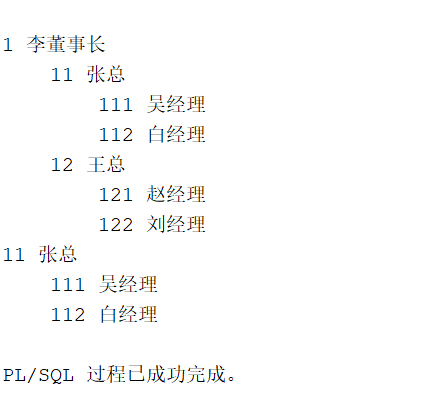 1 李董事长
11 张总
111 吴经理
112 白经理
12 王总
121 赵经理
122 刘经理
11 张总
111 吴经理
112 白经理
PL/SQL 过程已成功完成。